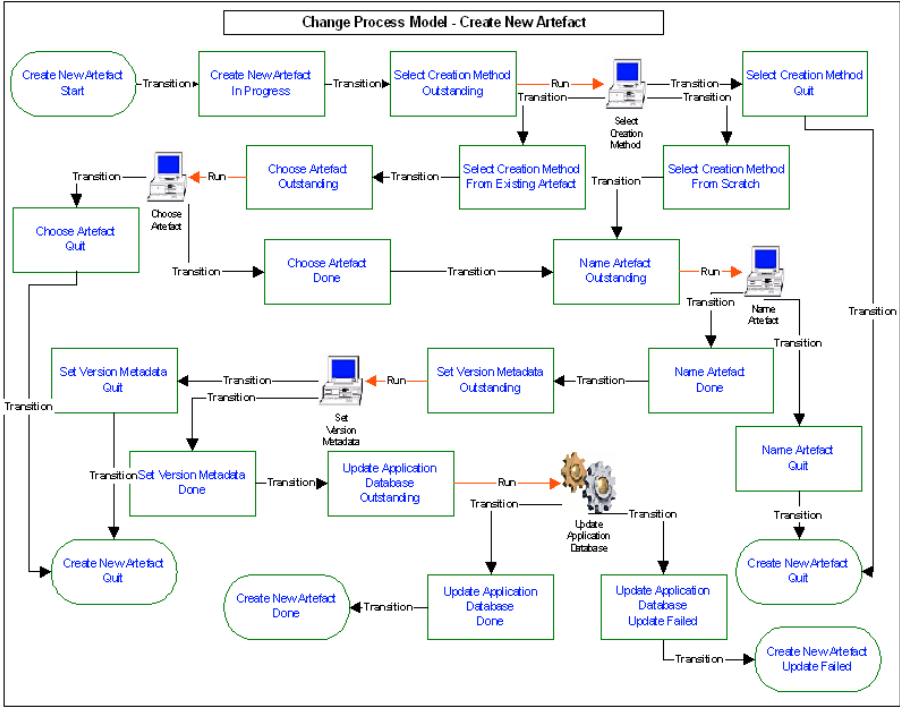 Change Process Model - Create New Artefact
Create New Artefact
Start
Transition
Create New Artefact
In Progress
Transition
Select Creation Method
Outstanding
Run
Select
Creation
Method
Transition
Transition
Transition
Select Creation Method
Quit
Select Creation Method
From Existing Artefact
Select Creation Method
From Scratch
Transition
Choose Artefact
Outstanding
Run
Choose
Artefact
Transition
Choose Artefact
Quit
Transition
Transition
Choose Artefact
Done
Transition
Name Artefact
Outstanding
Run
Name
Artefact
Transition
Transition
Transition
Name Artefact
Done
Transition
Set Version Metadata
Outstanding
Run
Set
Version
Metadata
Transition
Set Version Metadata
Quit
Transition
Transition
Transition
Set Version Metadata
Done
Transition
Update Application
Database
Outstanding
Run
Update
Application
Database
Transition
Transition
Name Artefact
Quit
Transition
Create New Artefact
Quit
Create New Artefact
Quit
Update Application
Database
Done
Transition
Create New Artefact
Done
Update Application
Database
Update Failed
Transition
Create New Artefact
Update Failed